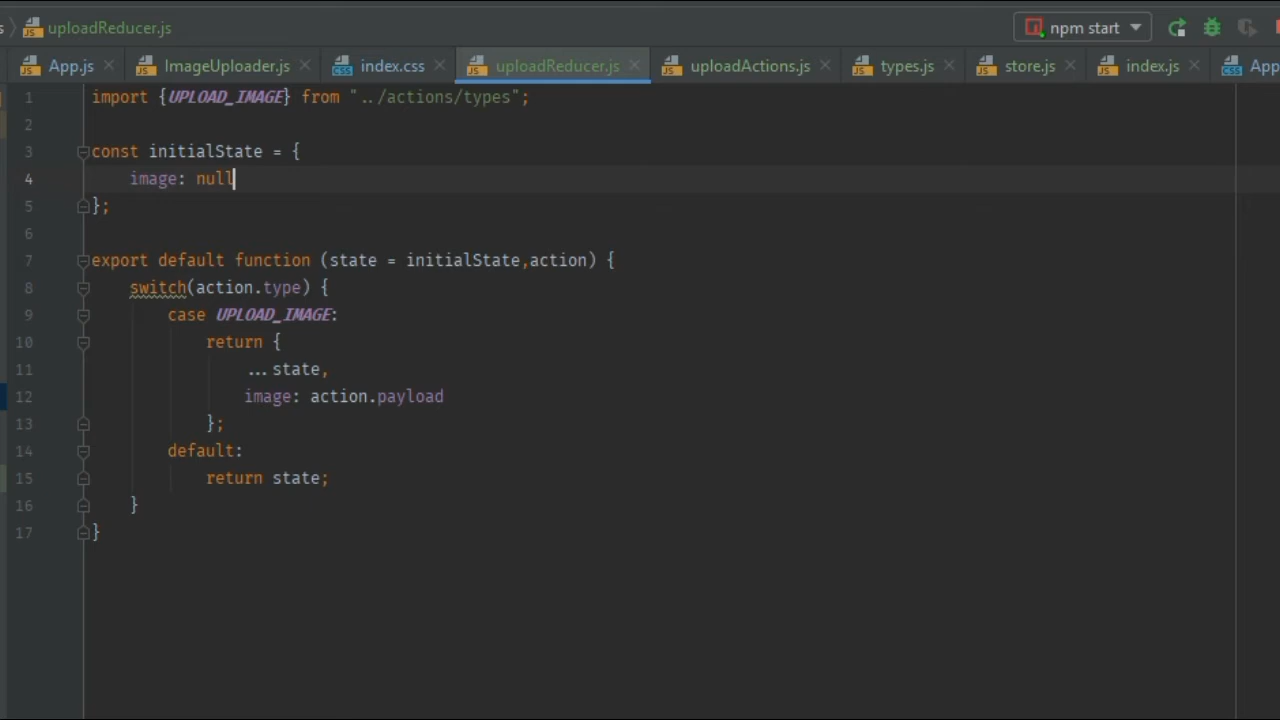 s
uploadReducer.js
npm start
App.js
ImageUploader.js
index.css
uploadReducer.js
uploadActions.js
types.js
store.js
index.js
App
1 import {UPLOAD_IMAGE} from "../actions/types";
2
3 const initialState = {
4 image: null
5 };
6
7 export default function (state = initialState,action) {
8 switch(action.type) {
9 case UPLOAD_IMAGE:
10 return {
11 ...state,
12 image: action.payload
13 };
14 default:
15 return state;
16 }
17 }